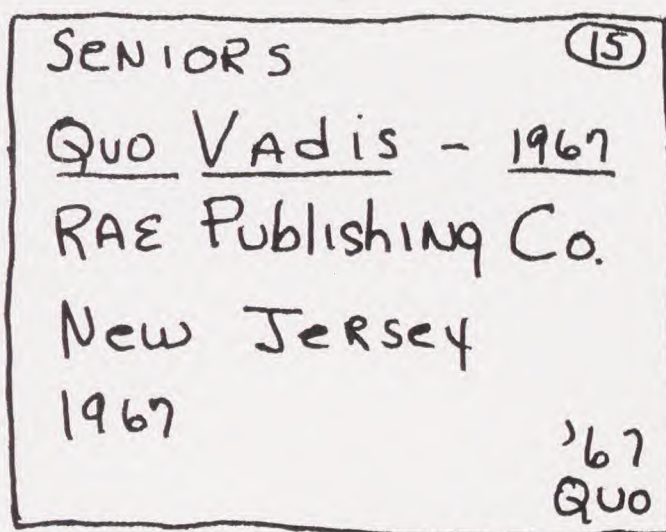 SENIORS 15
Quo Vadis - 1967
RAE Publishing Co.
New Jersey
1967
'67
Quo